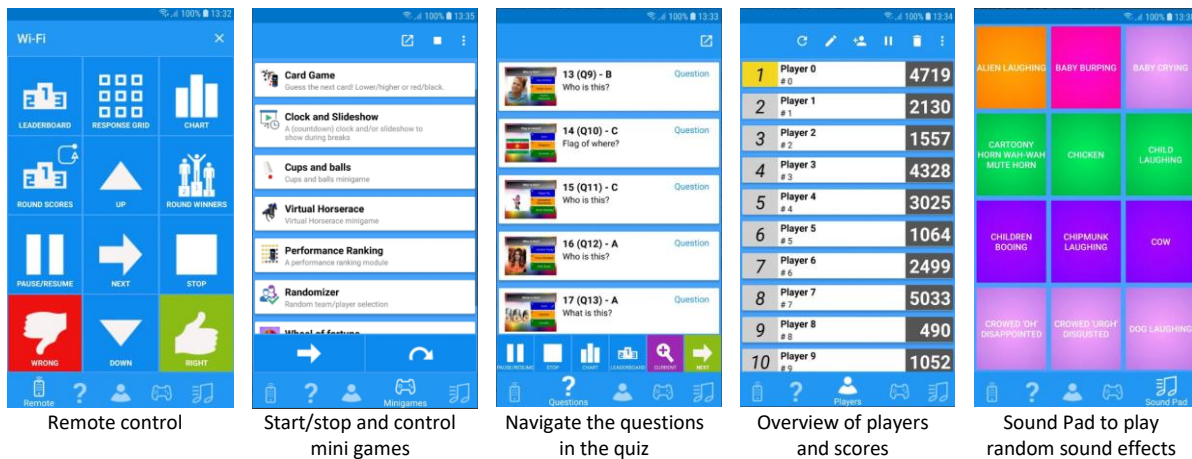 100% 13:32
Wi-Fi
LEADERBOARD
RESPONSE GRID
CHART
ROUND SCORES
UP
ROUND WINNERS
PAUSE/RESUME
NEXT
STOP
WRONG
DOWN
RIGHT
Remote
Remote control
100% 13:35
Card Game
Guess the next card! Lower/higher or red/black.
Clock and Slideshow
A (countdown) clock and/or slideshow to
show during breaks
Cups and balls
Cups and balls minigame
Virtual Horserace
Virtual Horserace minigame
Performance Ranking
A performance ranking module
Randomizer
Random team/player selection
Wheel of fortune
Minigames
Start/stop and control
mini games
100% 13:33
13 (Q9) - B Question
Who is this?
14 (Q10) - C Question
Flag of where?
15 (Q11) - C Question
Who is this?
16 (Q12) - A Question
Who is this?
17 (Q13) - A Question
What is this?
PAUSE/RESUME STOP CHART LEADERBOARD CURRENT NEXT
Questions
Navigate the questions
in the quiz
100% 13:34
1 Player 0 4719
# 0
2 Player 1 2130
# 2
3 Player 2 1557
# 2
4 Player 3 4328
# 3
5 Player 4 3025
# 4
6 Player 5 1064
# 5
7 Player 6 2499
# 6
8 Player 7 5033
# 7
9 Player 8 490
# 8
10 Player 9 1052
# 9
Players
Overview of players
and scores
100% 13:38
ALIEN LAUGHING
BABY BURPING
BABY CRYING
CARTOONY
HORN WAH-WAH
MUTE HORN
CHICKEN
CHILD
LAUGHING
CHILDREN
BOOING
CHIPMUNK
LAUGHING
COW
CROWED 'OH'
DISAPPOINTED
CROWED 'URGH'
DISGUSTED
DOG LAUGHING
Sound Pad
Sound Pad to play
random sound effects